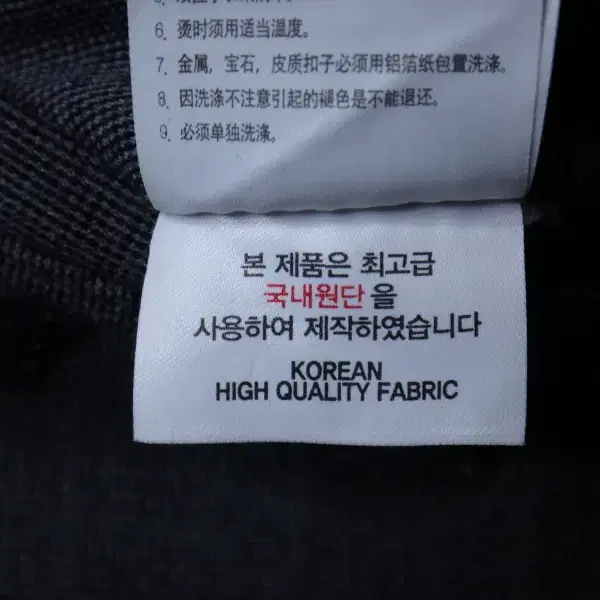 6. 烫时须用适当温度。
7. 金属，宝石，皮质扣子必须用铝箔纸包置洗涤。
8. 因洗涤不注意引起的褪色是不能退还。
9. 必须单独洗涤。
본 제품은 최고급
국내원단을
사용하여 제작하였습니다
KOREAN
HIGH QUALITY FABRIC